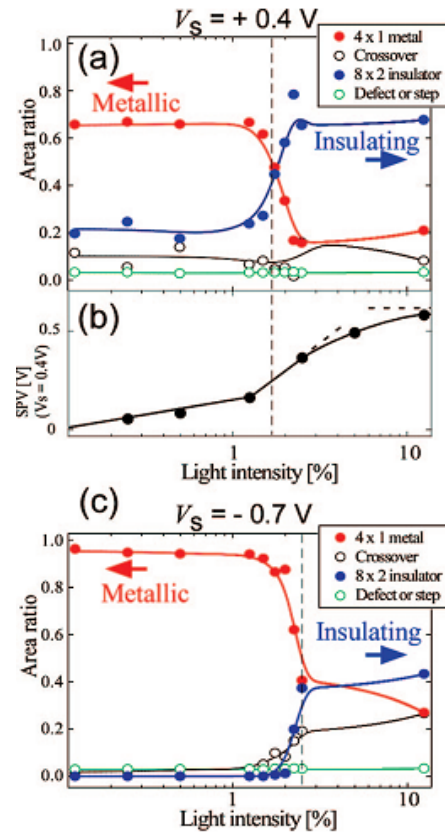 Vs = + 0.4 V
4 x 1 metal
Crossover
8 x 2 insulator
Defect or step
(a)
Metallic
Insulating
Area ratio
1.0
0.8
0.6
0.4
0.2
0.0
(b)
SPV [V]
(Vs = 0.4V)
0.5
0
1
10
Light intensity [%]
(c)
Vs = - 0.7 V
4 x 1 metal
Crossover
8 x 2 insulator
Defect or step
Metallic
Insulating
Area ratio
1.0
0.8
0.6
0.4
0.2
0.0
1
10
Light intensity [%]